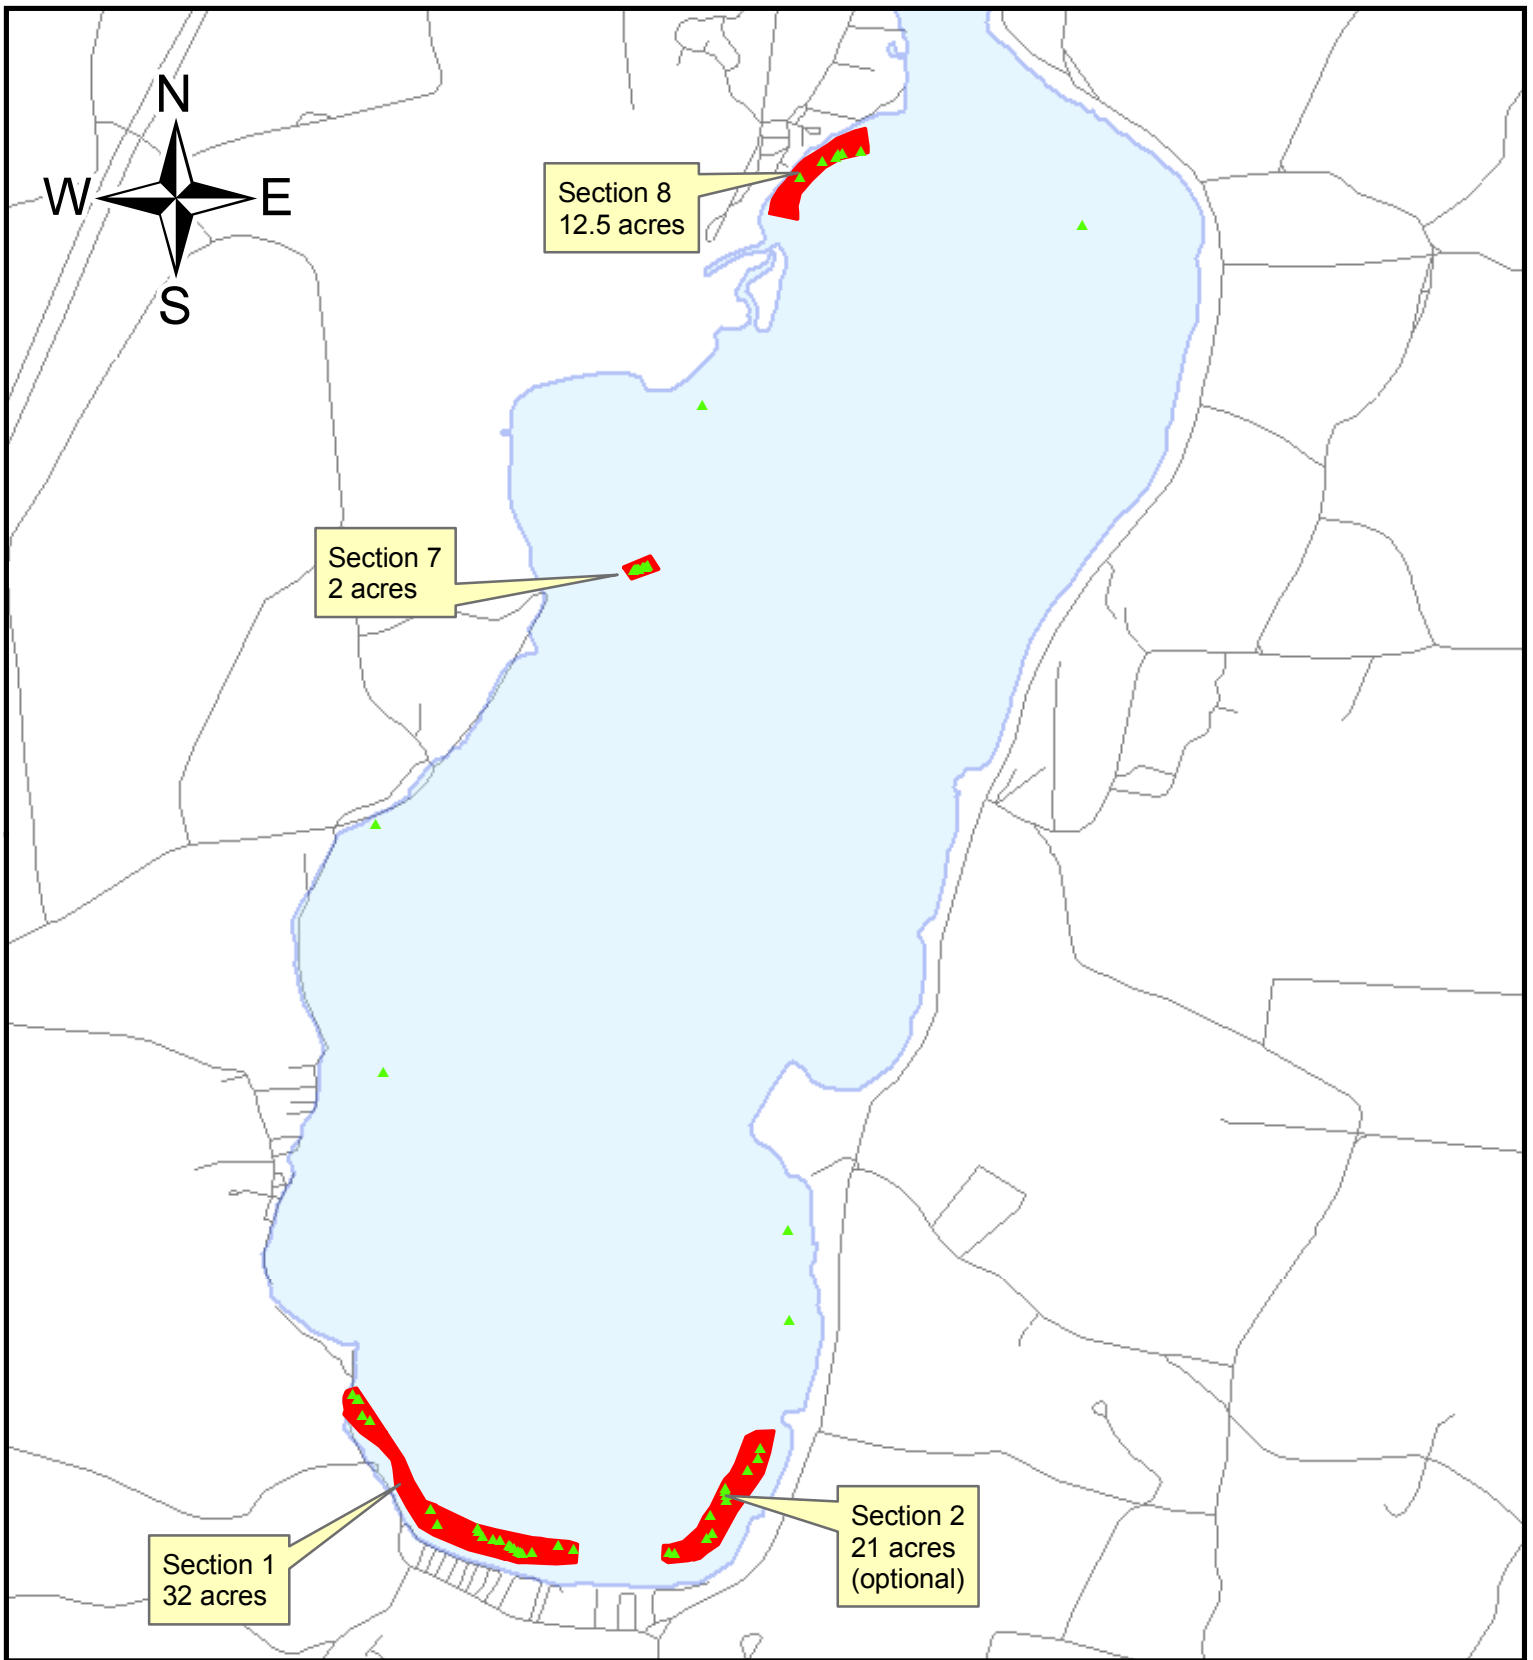 N
W E
S
Section 8
12.5 acres
Section 7
2 acres
Section 2
21 acres
(optional)
Section 1
32 acres